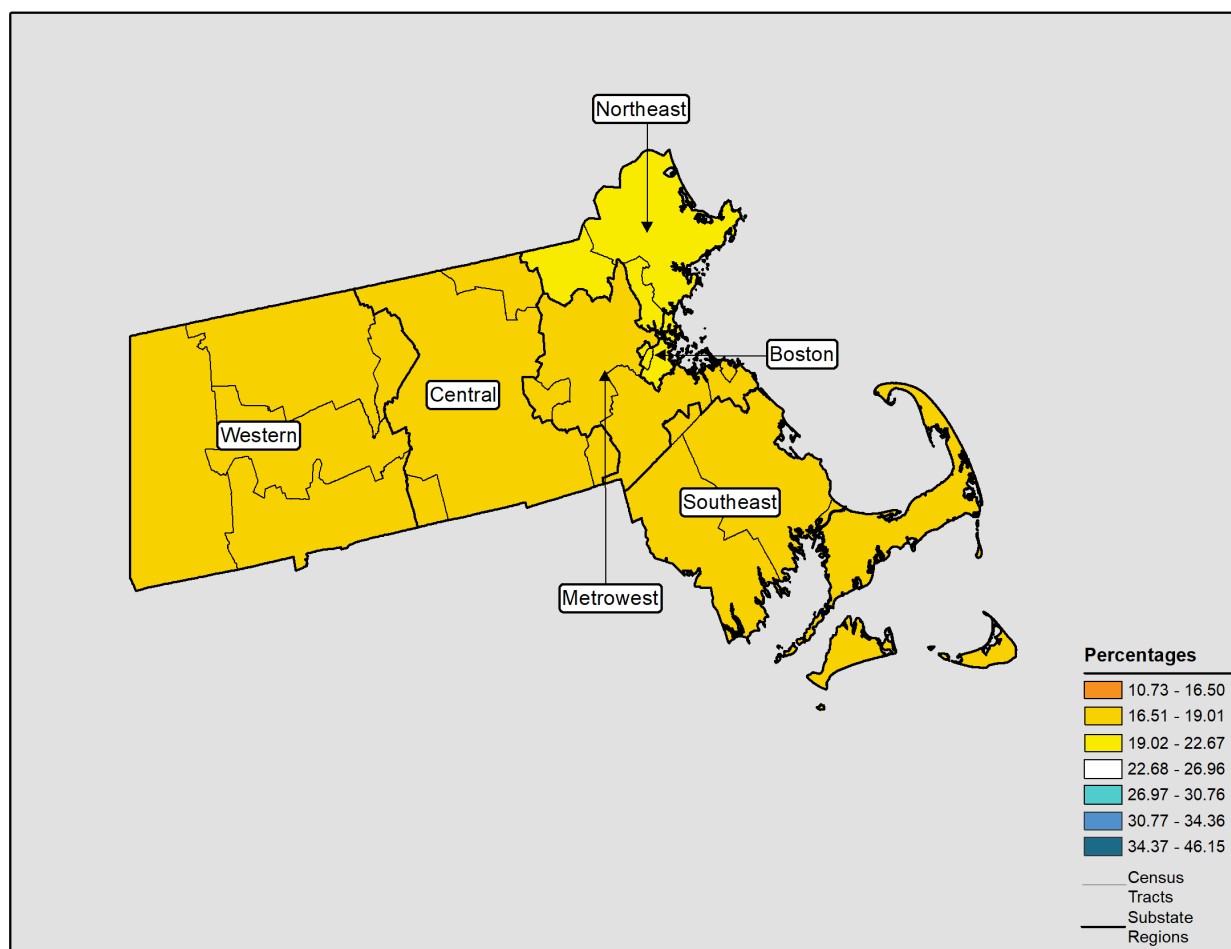 Northeast
Boston
Central
Western
Southeast
Metrowest
Percentages
10.73 - 16.50
16.51 - 19.01
19.02 - 22.67
22.68 - 26.96
26.97 - 30.76
30.77 - 34.36
34.37 - 46.15
Census
Tracts
Substate
Regions